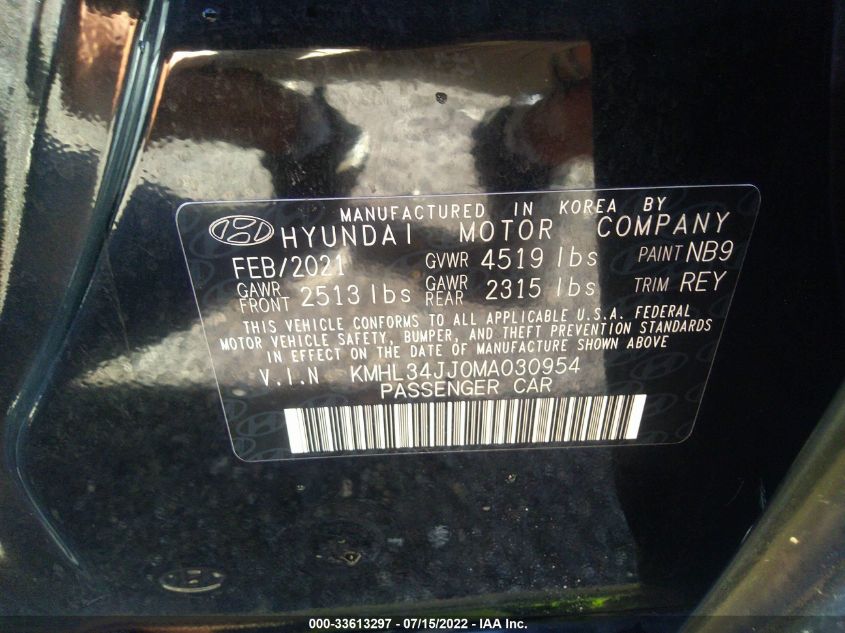 MANUFACTURED IN KOREA BY
HYUNDAI MOTOR COMPANY
FEB/2021 GVWR 4519 lbs PAINT NB9
GAWR FRONT 2513 lbs GAWR REAR 2315 lbs TRIM REY
THIS VEHICLE CONFORMS TO ALL APPLICABLE U.S.A. FEDERAL
MOTOR VEHICLE SAFETY, BUMPER, AND THEFT PREVENTION STANDARDS
IN EFFECT ON THE DATE OF MANUFACTURE SHOWN ABOVE
V.I.N KMHL34JJ0MA030954
PASSENGER CAR
000-33613297 - 07/15/2022 - IAA Inc.